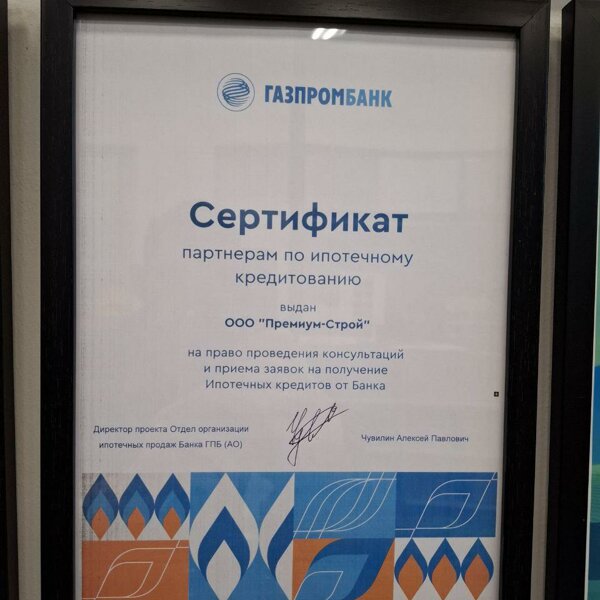 ГАЗПРОМБАНК
Сертификат
партнерам по ипотечному
кредитованию
выдан
ООО "Премиум-Строй"
на право проведения консультаций
и приема заявок на получение
Ипотечных кредитов от Банка
Директор проекта Отдел организации
ипотечных продаж Банка ГПБ (АО)
Чувилин Алексей Павлович